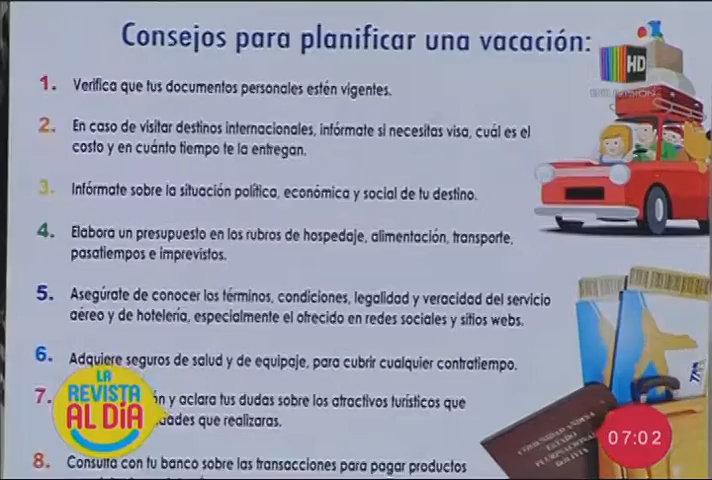 Consejos para planificar una vacación:
HD
1. Verifica que tus documentos personales estén vigentes.
2. En caso de visitar destinos internacionales, infórmate si necesitas visa, cuál es el
costo y en cuánto tiempo te la entregan.
3. Infórmate sobre la situación política, económica y social de tu destino.
4. Elabora un presupuesto en los rubros de hospedaje, alimentación, transporte,
pasatiempos e imprevistos.
5. Asegúrate de conocer los términos, condiciones, legalidad y veracidad del servicio
aéreo y de hotelería, especialmente el ofrecido en redes sociales y sitios webs.
6. Adquiere seguros de salud y de equipaje, para cubrir cualquier contratiempo.
7. y aclara tus dudas sobre los atractivos turísticos que
que realizaras.
8. Consulta con tu banco sobre las transacciones para pagar productos
LA
REVISTA
AL DÍA
COMUNIDAD ANDINA
ESTADO
PLURINACIONAL
BOLIVIA
07:02